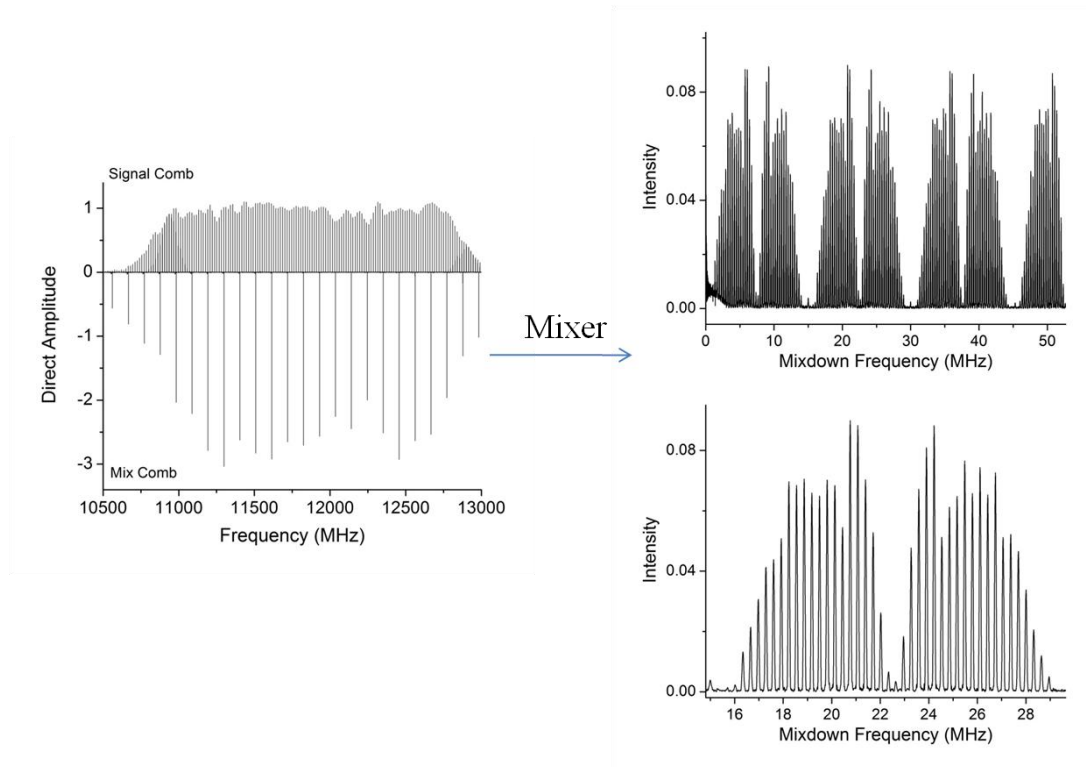 Signal Comb
1
0
-1
-2
-3
Direct Amplitude
Mix Comb
10500 11000 11500 12000 12500 13000
Frequency (MHz)
Mixer
0.08
0.04
0.00
Intensity
0 10 20 30 40 50
Mixdown Frequency (MHz)
0.08
0.04
0.00
Intensity
16 18 20 22 24 26 28
Mixdown Frequency (MHz)